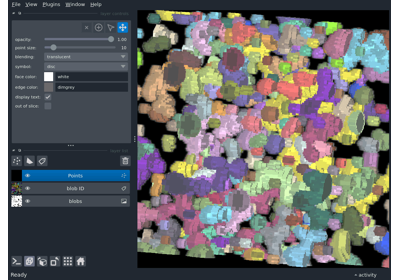 File View Plugins Window Help
opacity: 1.00
point size: 10
blending: translucent
symbol: disc
face color: white
edge color: dimgrey
display text: ✓
out of slice:
Points
blob ID
blobs
Ready
activity